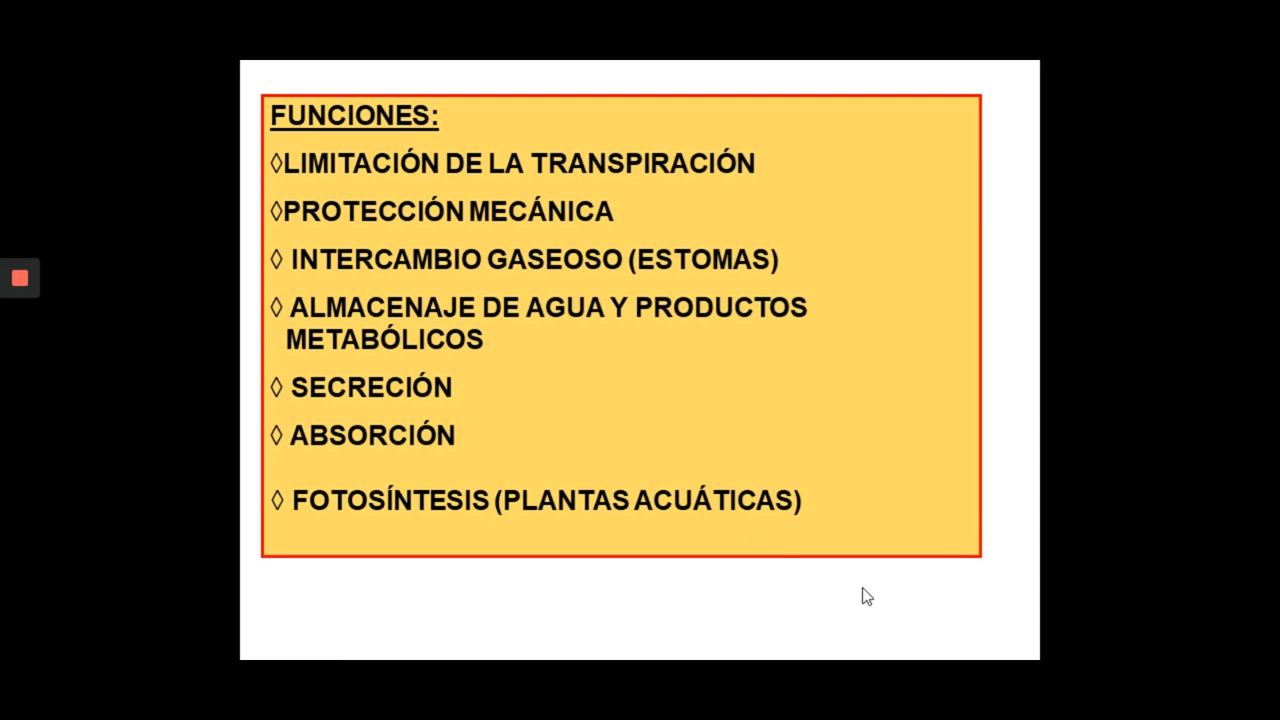 FUNCIONES:
◊LIMITACIÓN DE LA TRANSPIRACIÓN
◊PROTECCIÓN MECÁNICA
◊ INTERCAMBIO GASEOSO (ESTOMAS)
◊ ALMACENAJE DE AGUA Y PRODUCTOS
METABÓLICOS
◊ SECRECIÓN
◊ ABSORCIÓN
◊ FOTOSÍNTESIS (PLANTAS ACUÁTICAS)